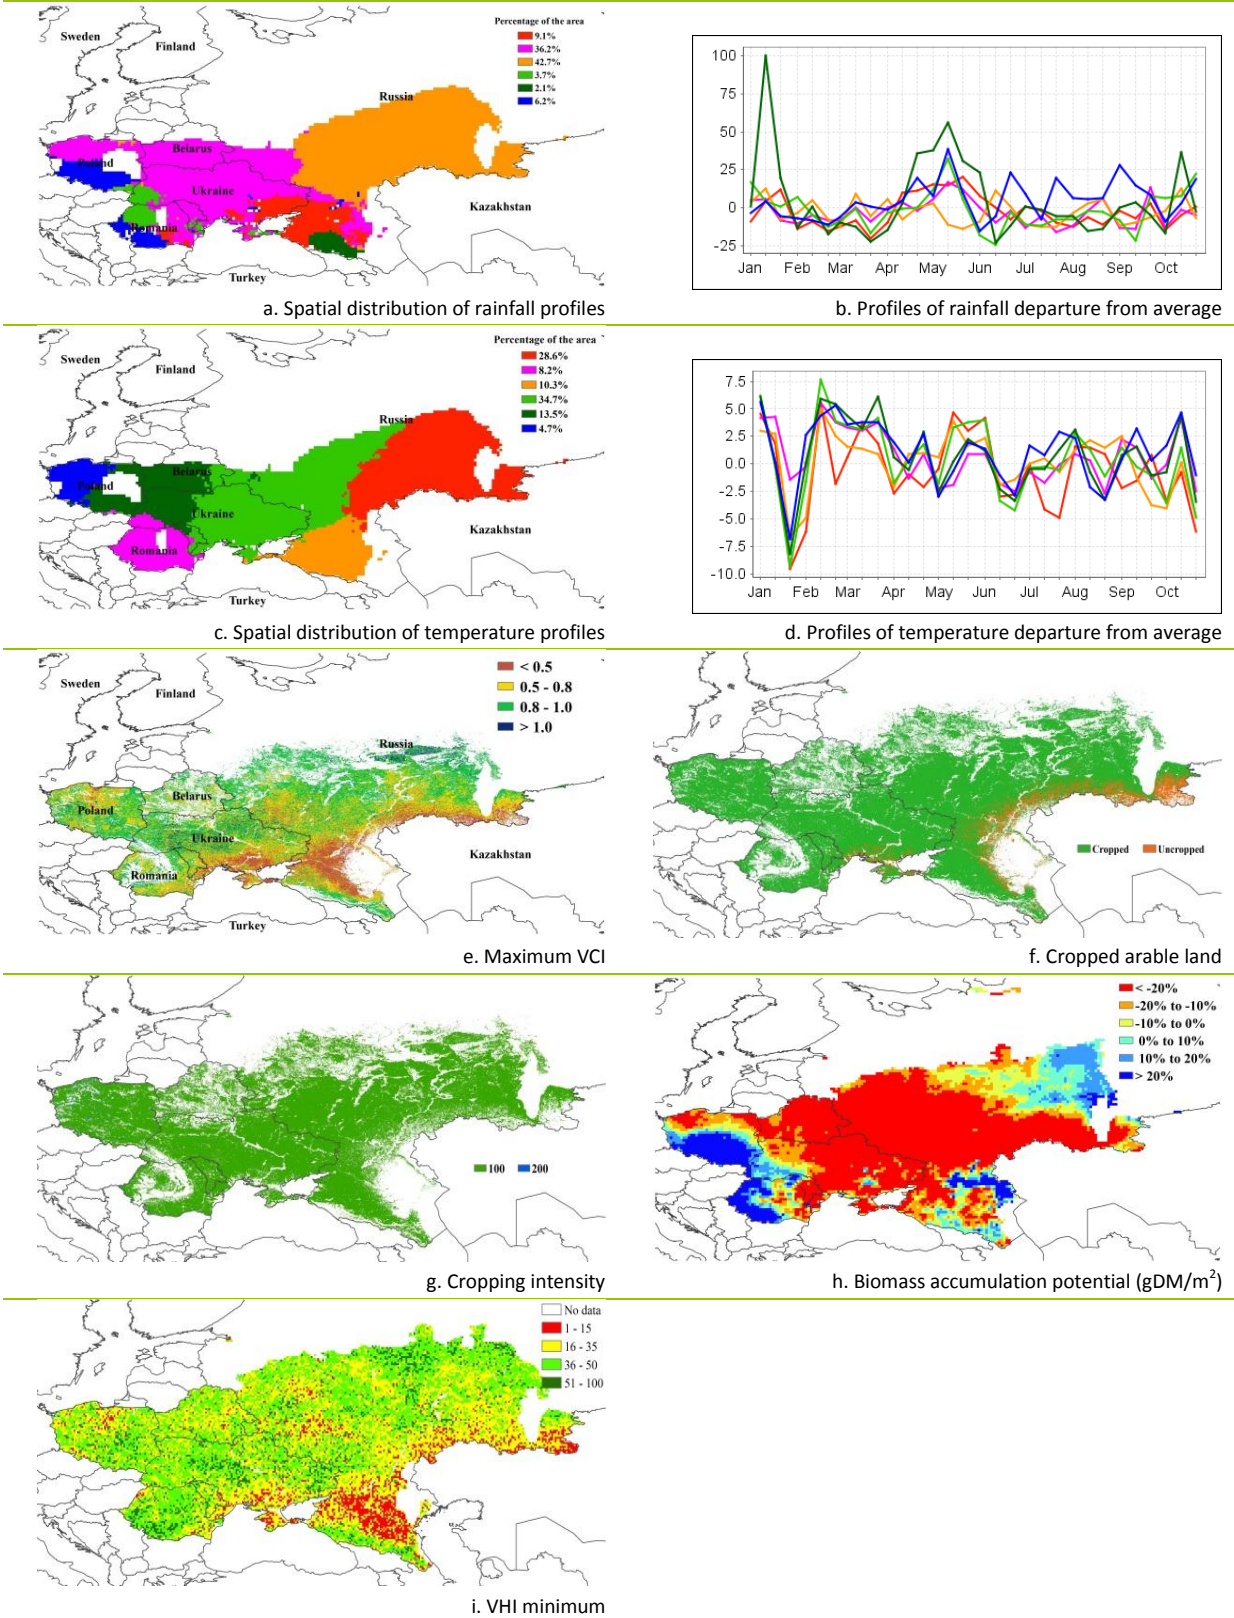 Sweden
Finland
Russia
Poland
Belarus
Ukraine
Romania
Kazakhstan
Turkey
Percentage of the area
9.1%
36.2%
42.7%
3.7%
2.1%
6.2%
a. Spatial distribution of rainfall profiles
100
75
50
25
0
-25
Jan Feb Mar Apr May Jun Jul Aug Sep Oct
b. Profiles of rainfall departure from average
Sweden
Finland
Russia
Poland
Belarus
Ukraine
Romania
Kazakhstan
Turkey
Percentage of the area
28.6%
8.2%
10.3%
34.7%
13.5%
4.7%
c. Spatial distribution of temperature profiles
7.5
5.0
2.5
0.0
-2.5
-5.0
-7.5
-10.0
Jan Feb Mar Apr May Jun Jul Aug Sep Oct
d. Profiles of temperature departure from average
Sweden
Finland
Russia
Poland
Belarus
Ukraine
Romania
Kazakhstan
Turkey
< 0.5
0.5 - 0.8
0.8 - 1.0
> 1.0
e. Maximum VCI
Cropped Uncropped
f. Cropped arable land
100 200
g. Cropping intensity
< -20%
-20% to -10%
-10% to 0%
0% to 10%
10% to 20%
> 20%
h. Biomass accumulation potential (gDM/m²)
No data
1 - 15
16 - 35
36 - 50
51 - 100
i. VHI minimum